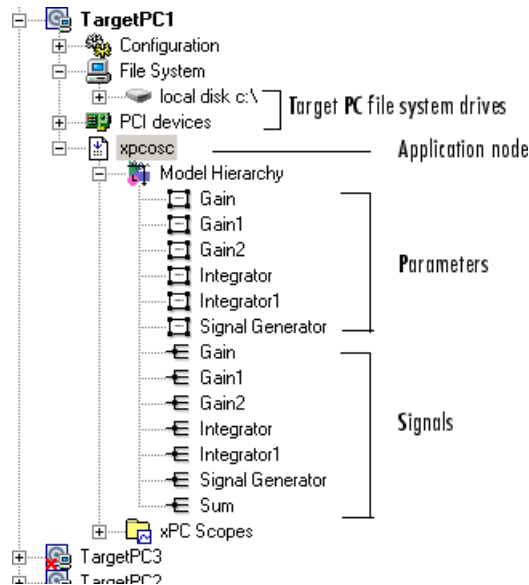 TargetPC1
Configuration
File System
local disk c:\
Target PC file system drives
PCI devices
xpcosc
Application node
Model Hierarchy
Gain
Gain1
Gain2
Integrator
Integrator1
Signal Generator
Parameters
Gain
Gain1
Gain2
Integrator
Integrator1
Signal Generator
Sum
Signals
xPC Scopes
TargetPC3
TargetPC2